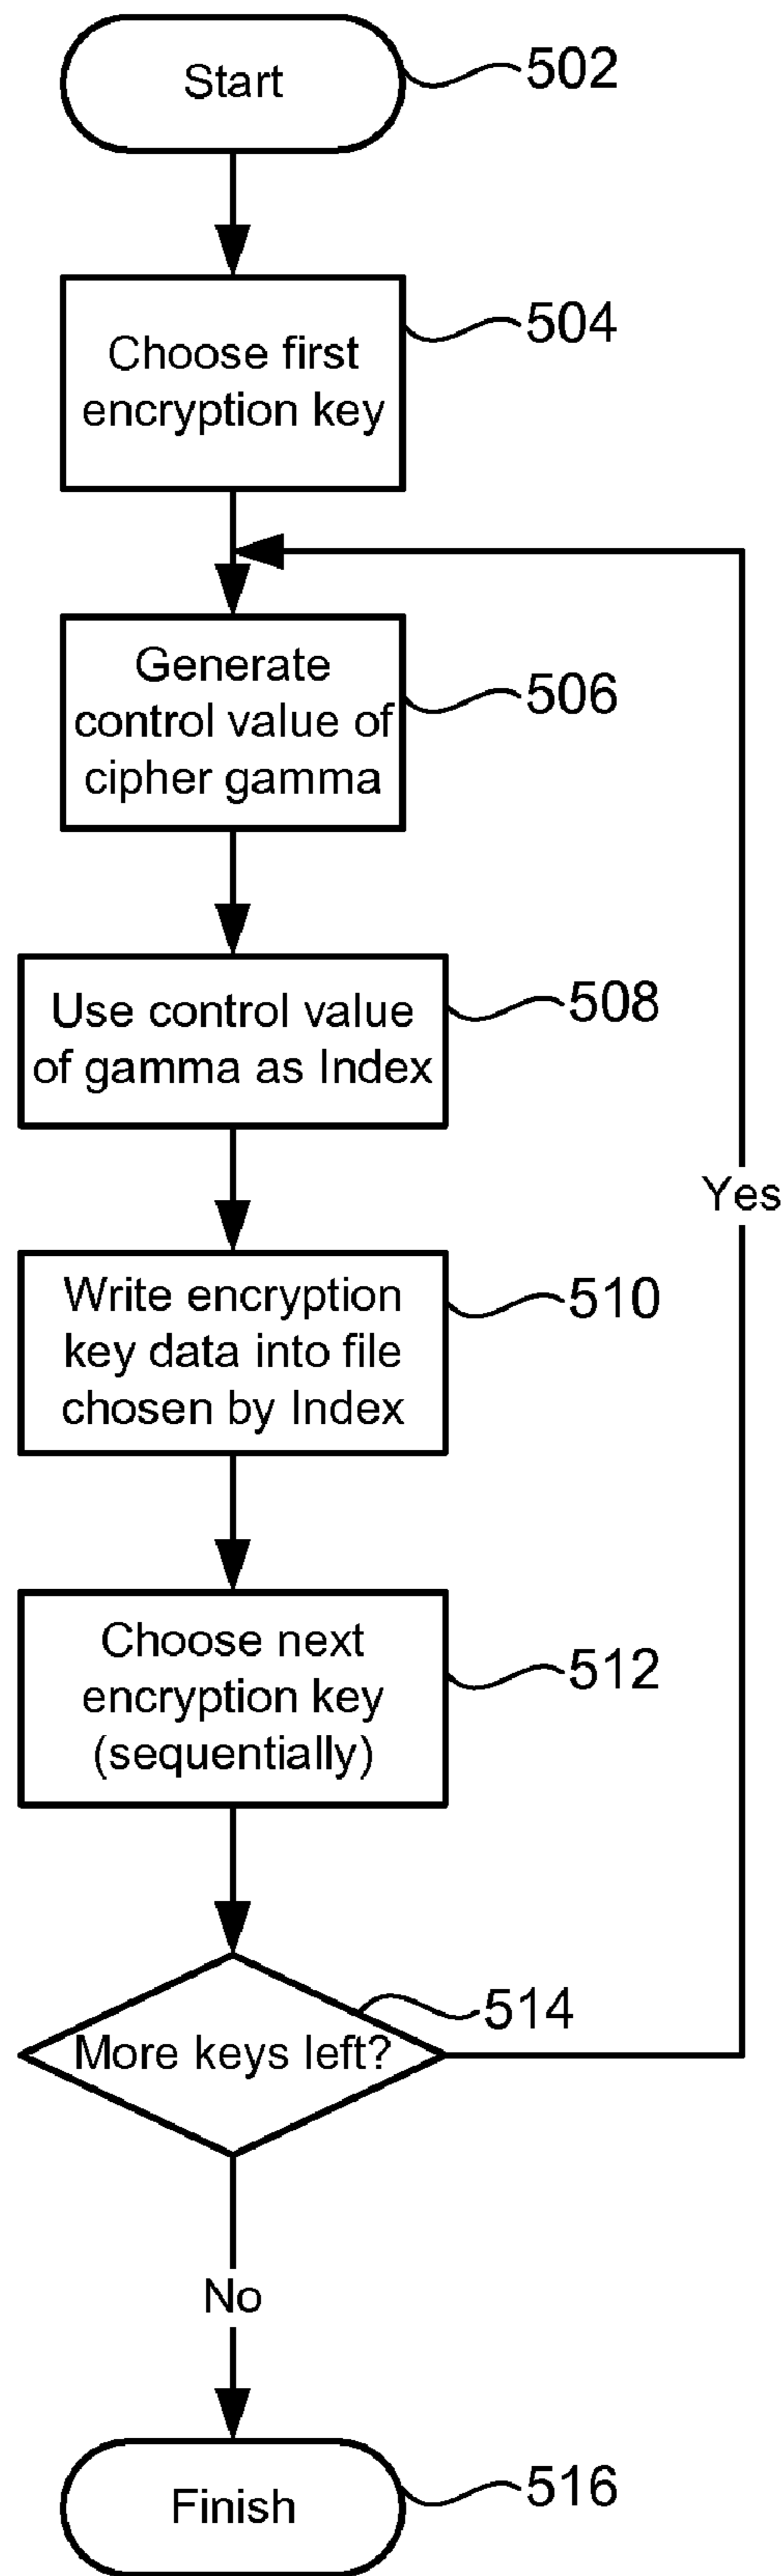 Start
502
Choose first
encryption key
504
Generate
control value of
cipher gamma
506
Use control value
of gamma as Index
508
Yes
Write encryption
key data into file
chosen by Index
510
Choose next
encryption key
(sequentially)
512
More keys left?
514
No
Finish
516